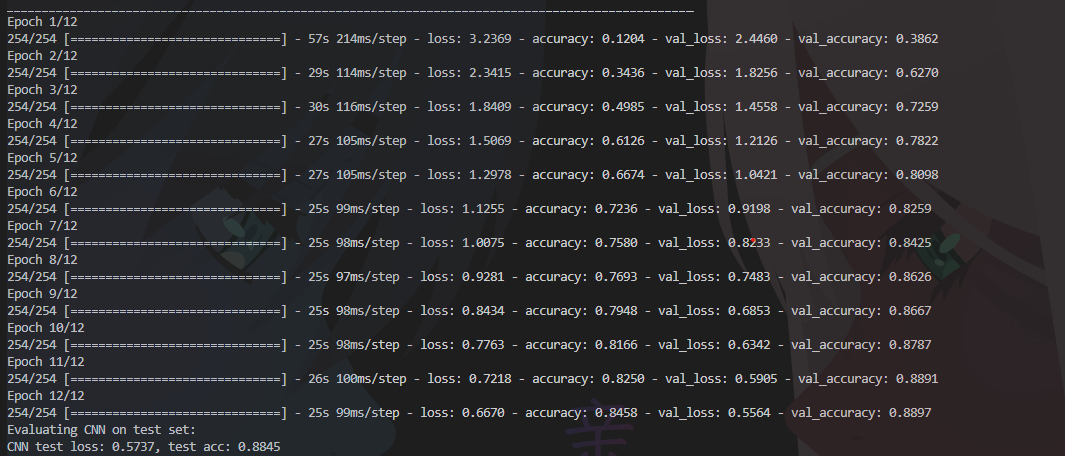 Epoch 1/12
254/254 [==============================] - 57s 214ms/step - loss: 3.2369 - accuracy: 0.1204 - val_loss: 2.4460 - val_accuracy: 0.3862
Epoch 2/12
254/254 [==============================] - 29s 114ms/step - loss: 2.3415 - accuracy: 0.3436 - val_loss: 1.8256 - val_accuracy: 0.6270
Epoch 3/12
254/254 [==============================] - 30s 116ms/step - loss: 1.8409 - accuracy: 0.4985 - val_loss: 1.4558 - val_accuracy: 0.7259
Epoch 4/12
254/254 [==============================] - 27s 105ms/step - loss: 1.5069 - accuracy: 0.6126 - val_loss: 1.2126 - val_accuracy: 0.7822
Epoch 5/12
254/254 [==============================] - 27s 105ms/step - loss: 1.2978 - accuracy: 0.6674 - val_loss: 1.0421 - val_accuracy: 0.8098
Epoch 6/12
254/254 [==============================] - 25s 99ms/step - loss: 1.1255 - accuracy: 0.7236 - val_loss: 0.9198 - val_accuracy: 0.8259
Epoch 7/12
254/254 [==============================] - 25s 98ms/step - loss: 1.0075 - accuracy: 0.7580 - val_loss: 0.8233 - val_accuracy: 0.8425
Epoch 8/12
254/254 [==============================] - 25s 97ms/step - loss: 0.9281 - accuracy: 0.7693 - val_loss: 0.7483 - val_accuracy: 0.8626
Epoch 9/12
254/254 [==============================] - 25s 98ms/step - loss: 0.8434 - accuracy: 0.7948 - val_loss: 0.6853 - val_accuracy: 0.8667
Epoch 10/12
254/254 [==============================] - 25s 98ms/step - loss: 0.7763 - accuracy: 0.8166 - val_loss: 0.6342 - val_accuracy: 0.8787
Epoch 11/12
254/254 [==============================] - 26s 100ms/step - loss: 0.7218 - accuracy: 0.8250 - val_loss: 0.5905 - val_accuracy: 0.8891
Epoch 12/12
254/254 [==============================] - 25s 99ms/step - loss: 0.6670 - accuracy: 0.8458 - val_loss: 0.5564 - val_accuracy: 0.8897
Evaluating CNN on test set:
CNN test loss: 0.5737, test acc: 0.8845